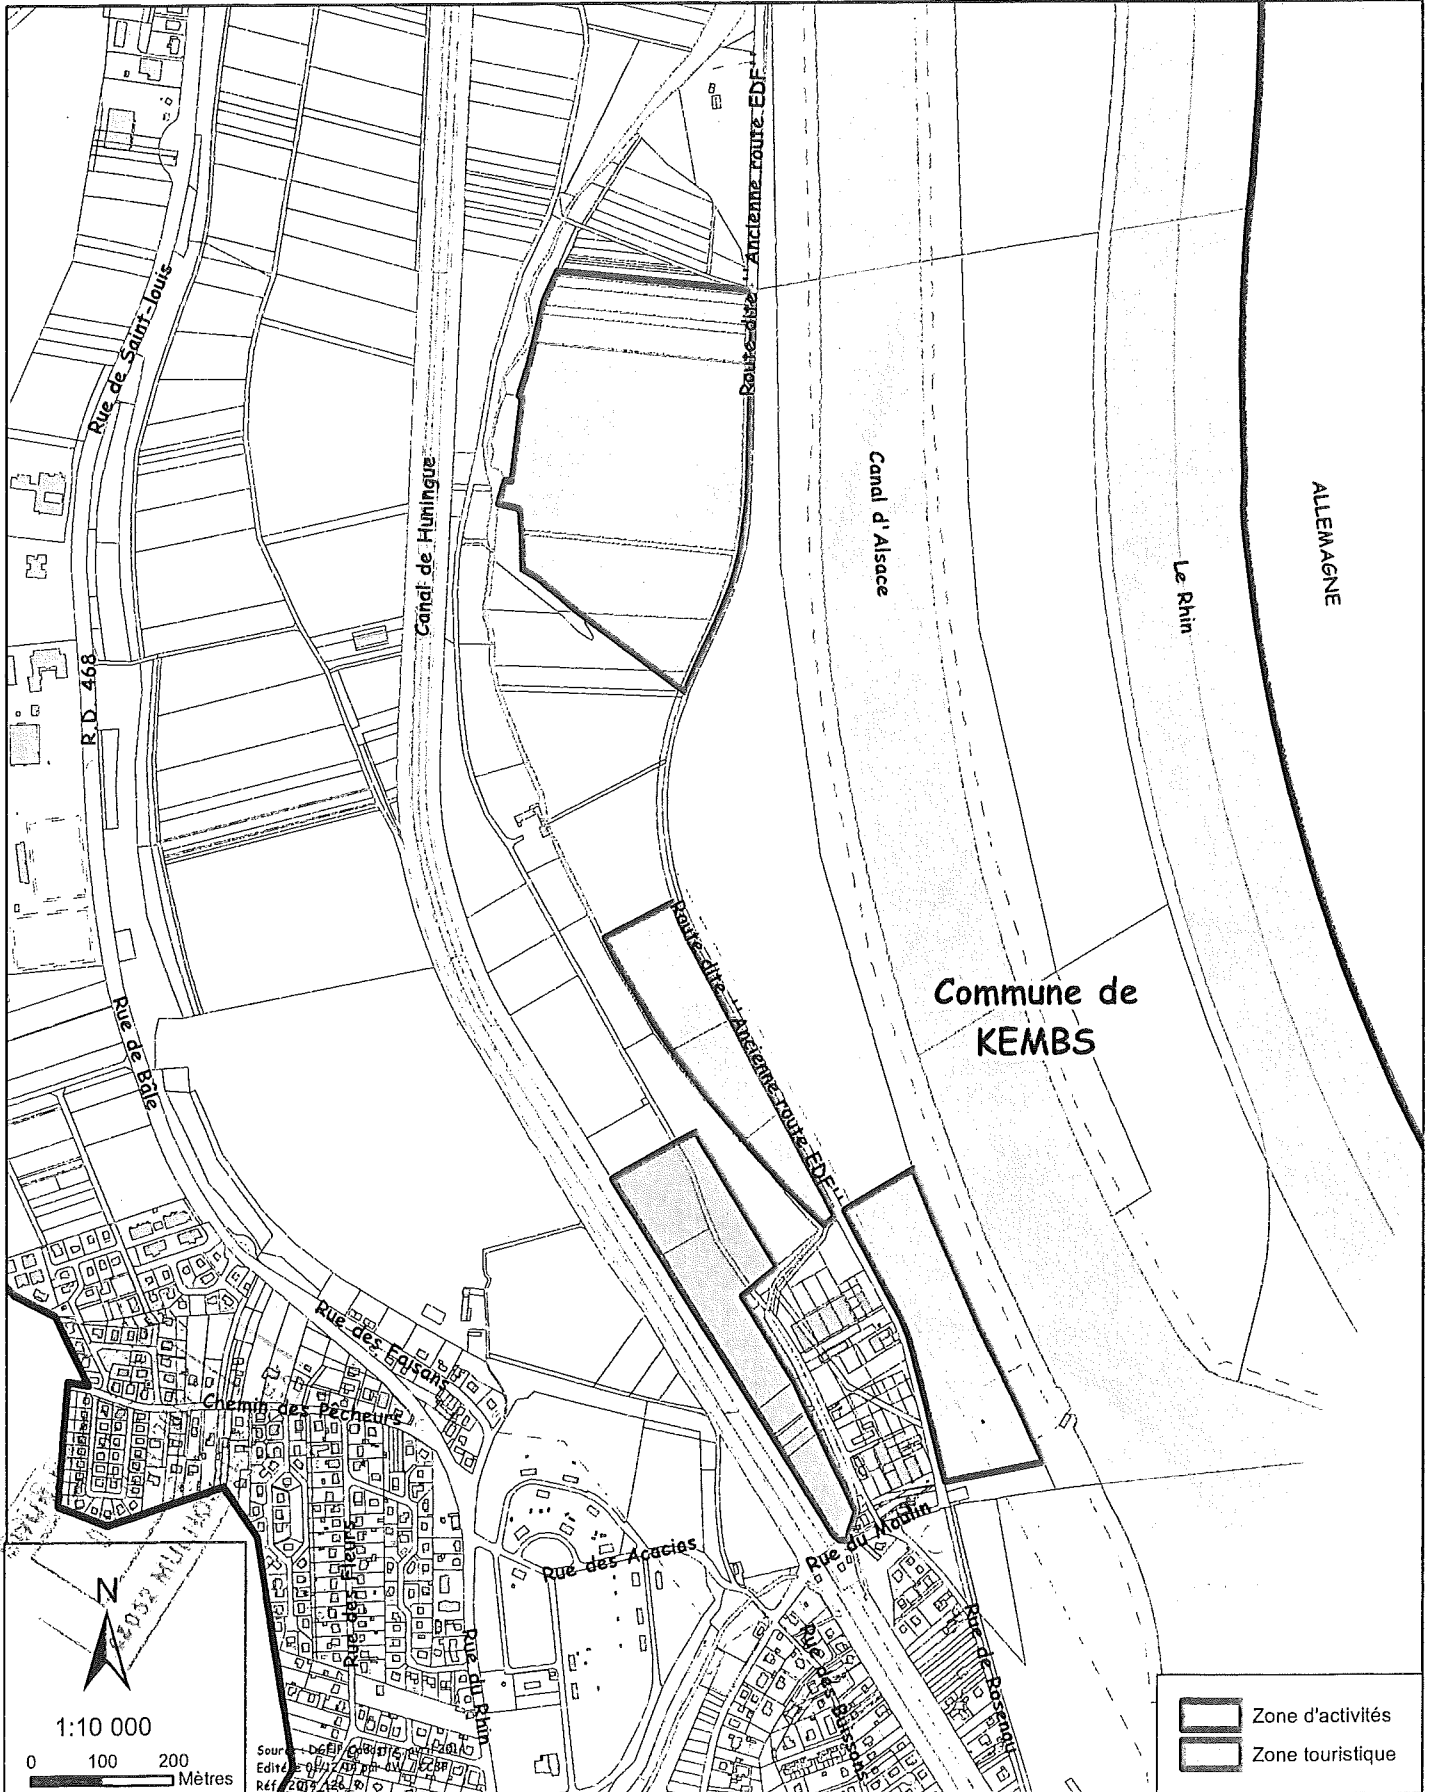 Route dite ''Ancienne route EDF''
Rue de Saint-louis
Canal de Huningue
Canal d'Alsace
ALLEMAGNE
Le Rhin
R.D. 468
Route dite ''Ancienne route EDF''
Commune de
KEMBS
Rue de Bâle
Rue des Faisans
Chemin des Pêcheurs
Rue des Fleurs
Rue des Acacias
Rue du Moulin
Rue du Rhin
Rue des Buissons
Rue de Rosenau
N
1:10 000
0 100 200
Mètres
Zone d'activités
Zone touristique